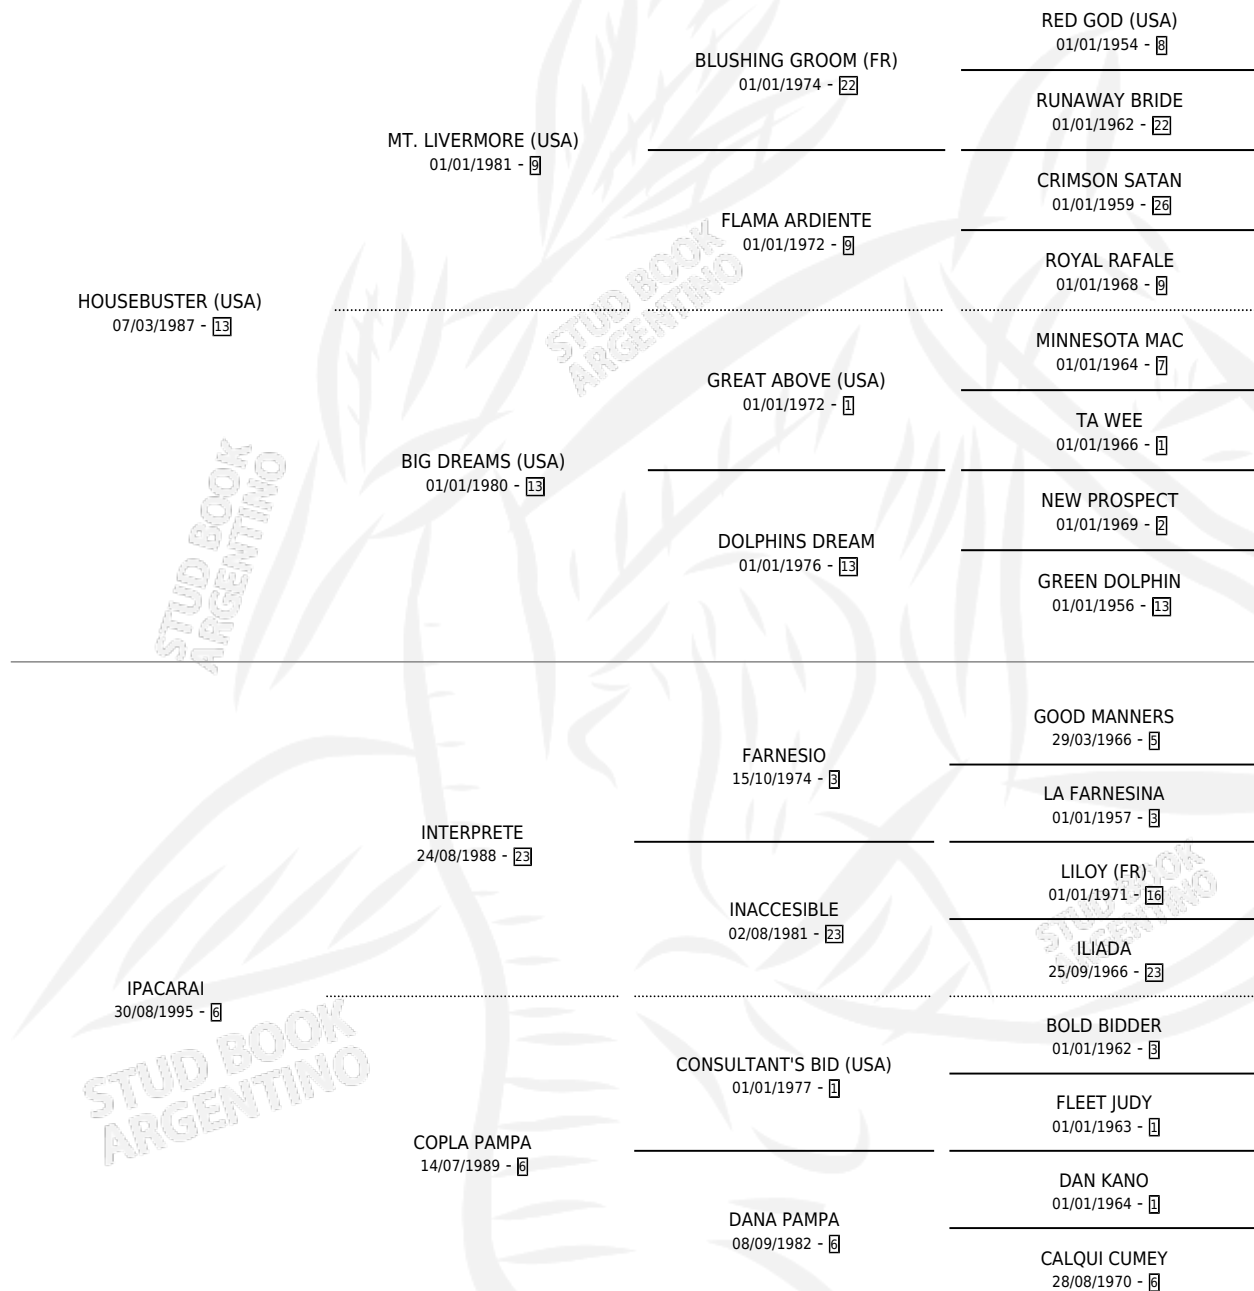 RED GOD (USA)
01/01/1954 - 8
BLUSHING GROOM (FR)
01/01/1974 - 22
RUNAWAY BRIDE
01/01/1962 - 22
MT. LIVERMORE (USA)
01/01/1981 - 9
CRIMSON SATAN
01/01/1959 - 26
FLAMA ARDIENTE
01/01/1972 - 9
ROYAL RAFALE
01/01/1968 - 9
HOUSEBUSTER (USA)
07/03/1987 - 13
MINNESOTA MAC
01/01/1964 - 7
GREAT ABOVE (USA)
01/01/1972 - 1
TA WEE
01/01/1966 - 1
BIG DREAMS (USA)
01/01/1980 - 13
NEW PROSPECT
01/01/1969 - 2
DOLPHINS DREAM
01/01/1976 - 13
GREEN DOLPHIN
01/01/1956 - 13
GOOD MANNERS
29/03/1966 - 5
FARNESIO
15/10/1974 - 3
LA FARNESINA
01/01/1957 - 3
INTERPRETE
24/08/1988 - 23
LILOY (FR)
01/01/1971 - 16
INACCESIBLE
02/08/1981 - 23
ILIADA
25/09/1966 - 23
IPACARAI
30/08/1995 - 6
BOLD BIDDER
01/01/1962 - 3
CONSULTANT'S BID (USA)
01/01/1977 - 1
FLEET JUDY
01/01/1963 - 1
COPLA PAMPA
14/07/1989 - 6
DAN KANO
01/01/1964 - 1
DANA PAMPA
08/09/1982 - 6
CALQUI CUMEY
28/08/1970 - 6
STUD BOOK
ARGENTINO
STUD BOOK
ARGENTINO
STUD BOOK
ARGENTINO
STUD BOOK
ARGENTINO